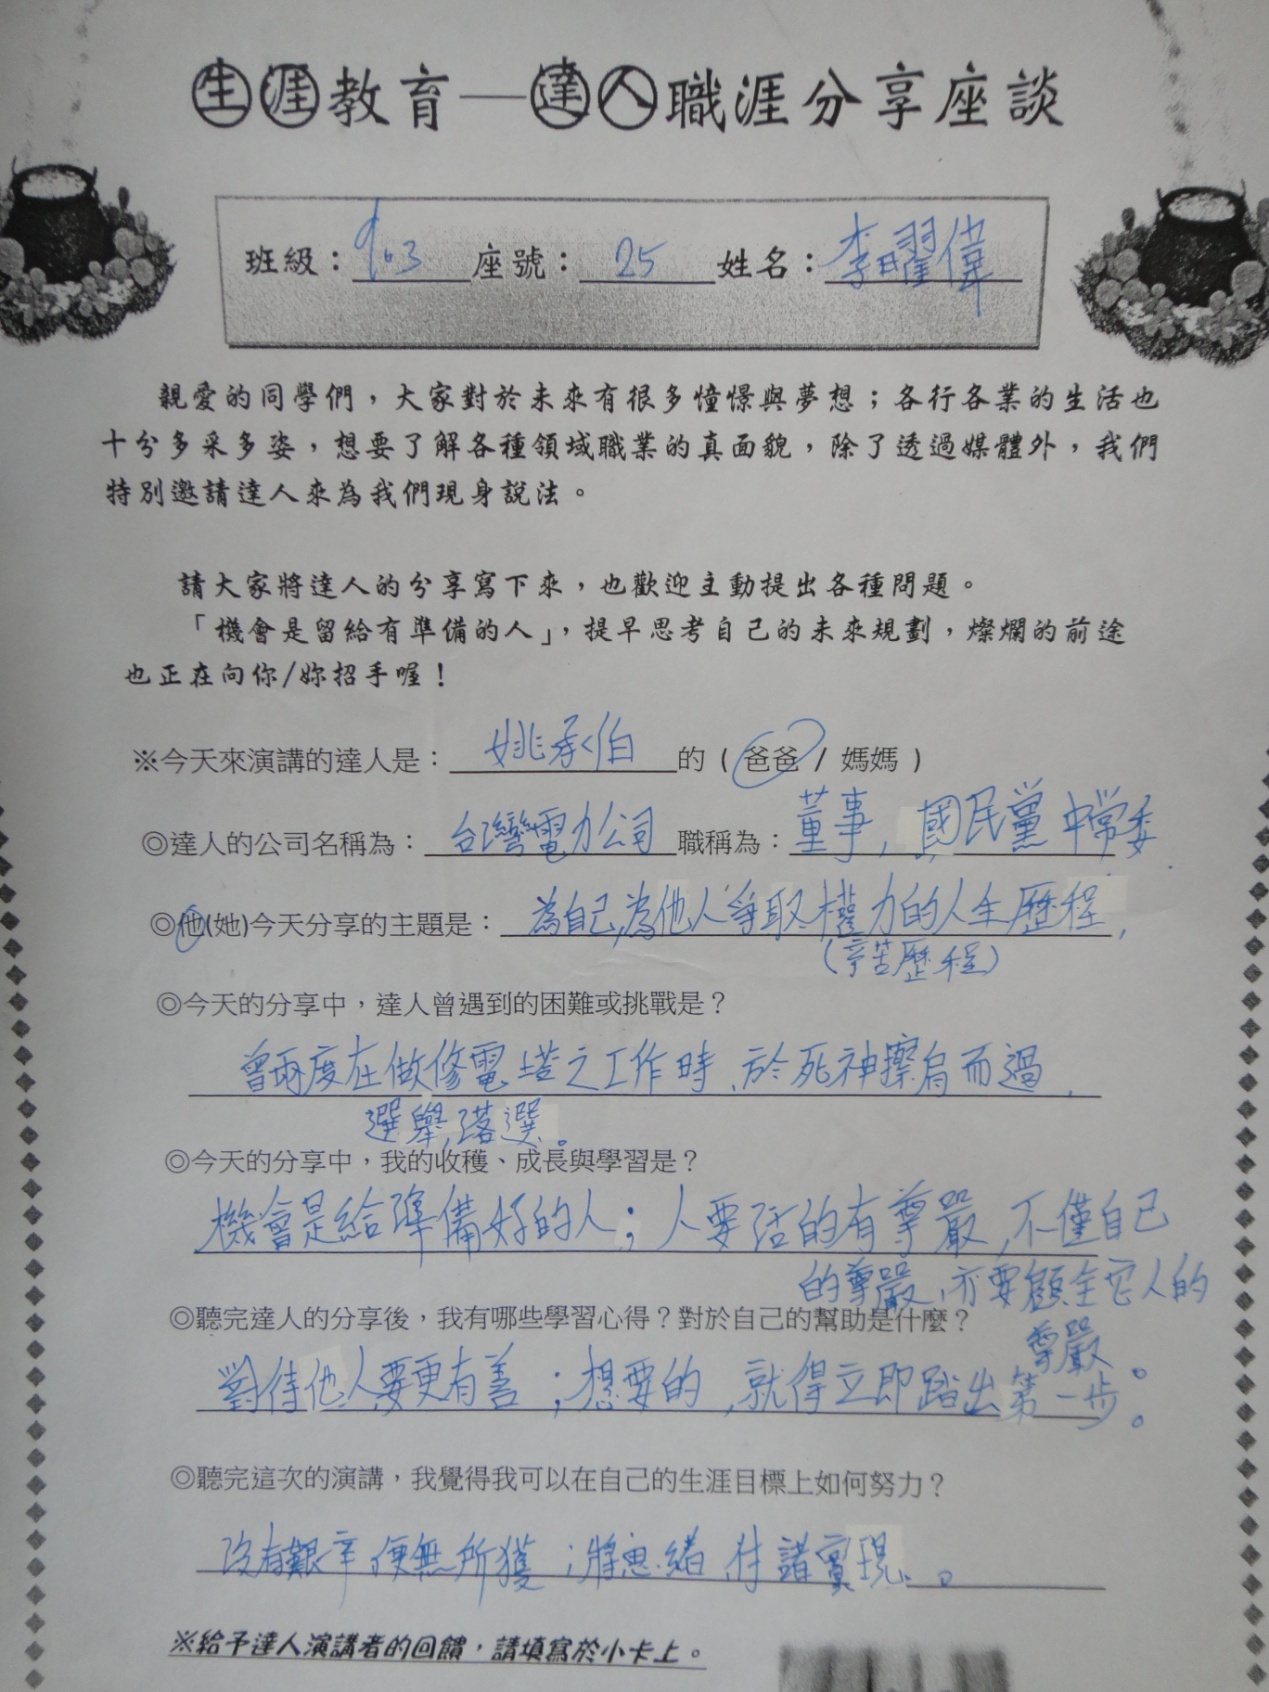 生涯教育—達人職涯分享座談
班級：903 座號：25 姓名：李曜偉
親愛的同學們，大家對於未來有很多憧憬與夢想；各行各業的生活也
十分多采多姿，想要了解各種領域職業的真面貌，除了透過媒體外，我們
特別邀請達人來為我們現身說法。
請大家將達人的分享寫下來，也歡迎主動提出各種問題。
「機會是留給有準備的人」，提早思考自己的未來規劃，燦爛的前途
也正在向你/妳招手喔！
※今天來演講的達人是：姚承伯的（爸爸 / 媽媽）
◎達人的公司名稱為：台灣電力公司 職稱為：董事，國民黨中常委
◎他(她)今天分享的主題是：為自己,為他人爭取權力的人生歷程,
(辛苦歷程)
◎今天的分享中，達人曾遇到的困難或挑戰是？
曾兩度在做修電塔之工作時、於死神擦肩而過,
選舉,落選。
◎今天的分享中，我的收穫、成長與學習是？
機會是給準備好的人；人要活的有尊嚴,不僅自己
的尊嚴,亦要顧全它人的
尊嚴。
◎聽完達人的分享後，我有哪些學習心得？對於自己的幫助是什麼？
對待他人要更有善；想要的,就得立即踏出第一步。
◎聽完這次的演講，我覺得我可以在自己的生涯目標上如何努力？
沒有艱辛便無所獲；將思緒付諸實現。
※給予達人演講者的回饋，請填寫於小卡上。